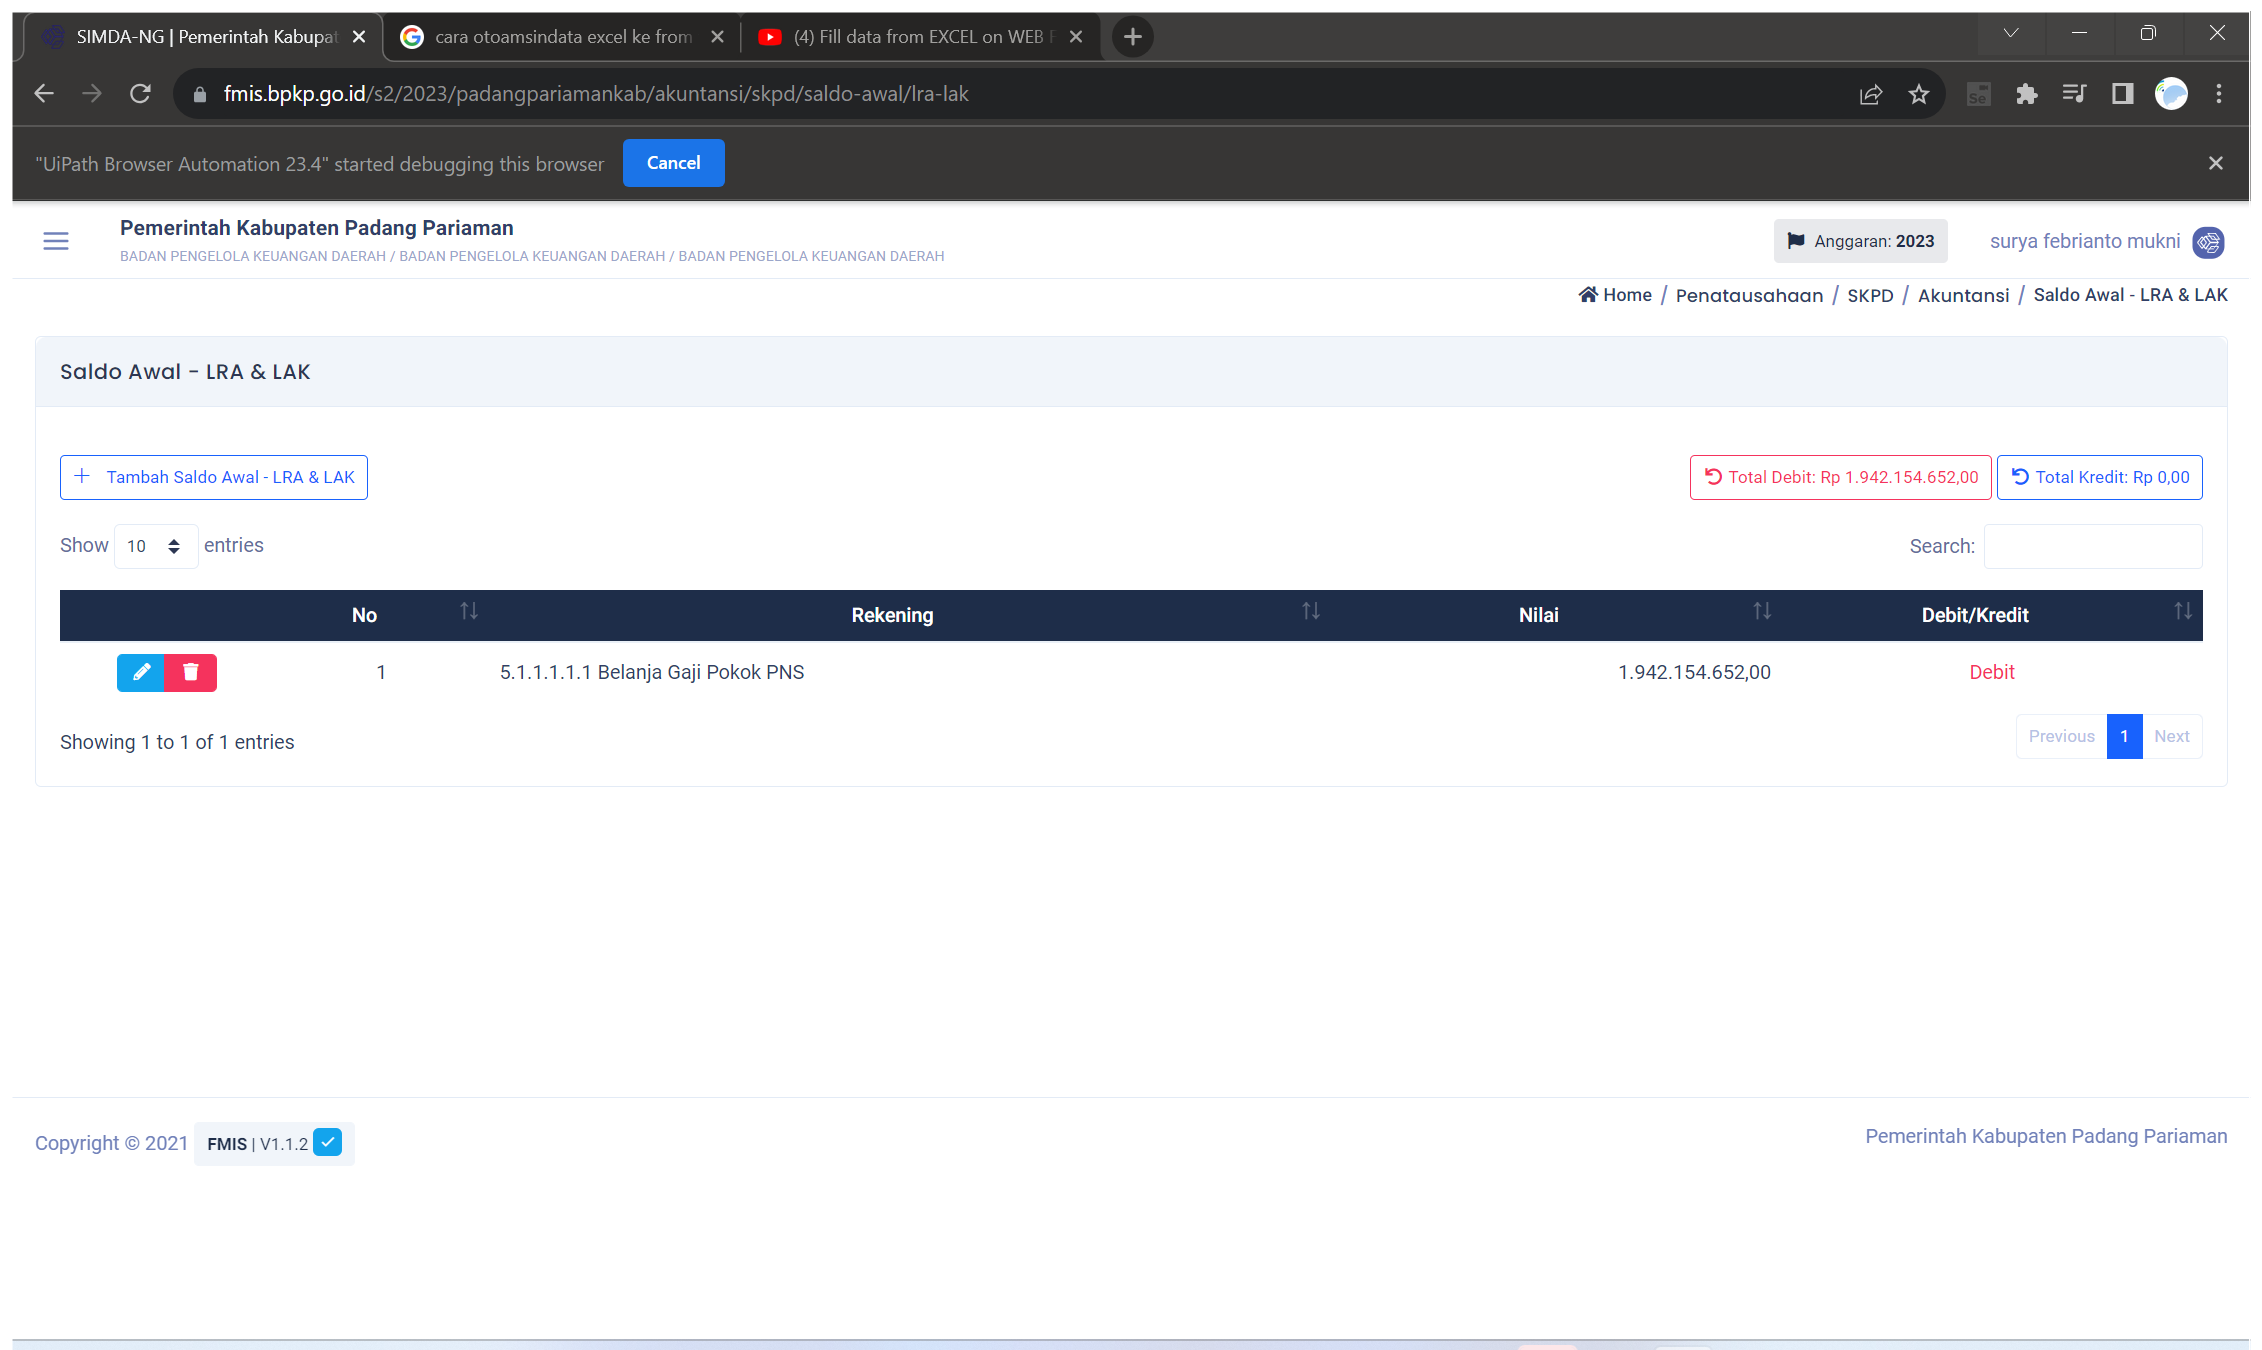 SIMDA-NG | Pemerintah Kabupat
cara otoamsindata excel ke from
(4) Fill data from EXCEL on WEB F
fmis.bpkp.go.id/s2/2023/padangpariamankab/akuntansi/skpd/saldo-awal/lra-lak
Se
"UiPath Browser Automation 23.4" started debugging this browser
Cancel
Pemerintah Kabupaten Padang Pariaman
BADAN PENGELOLA KEUANGAN DAERAH / BADAN PENGELOLA KEUANGAN DAERAH / BADAN PENGELOLA KEUANGAN DAERAH
Anggaran: 2023
surya febrianto mukni
Home / Penatausahaan / SKPD / Akuntansi / Saldo Awal - LRA & LAK
Saldo Awal - LRA & LAK
Tambah Saldo Awal - LRA & LAK
Total Debit: Rp 1.942.154.652,00
Total Kredit: Rp 0,00
Show 10 entries
Search:
No Rekening Nilai Debit/Kredit
1 5.1.1.1.1.1 Belanja Gaji Pokok PNS 1.942.154.652,00 Debit
Showing 1 to 1 of 1 entries
Previous 1 Next
Copyright © 2021 FMIS | V1.1.2
Pemerintah Kabupaten Padang Pariaman